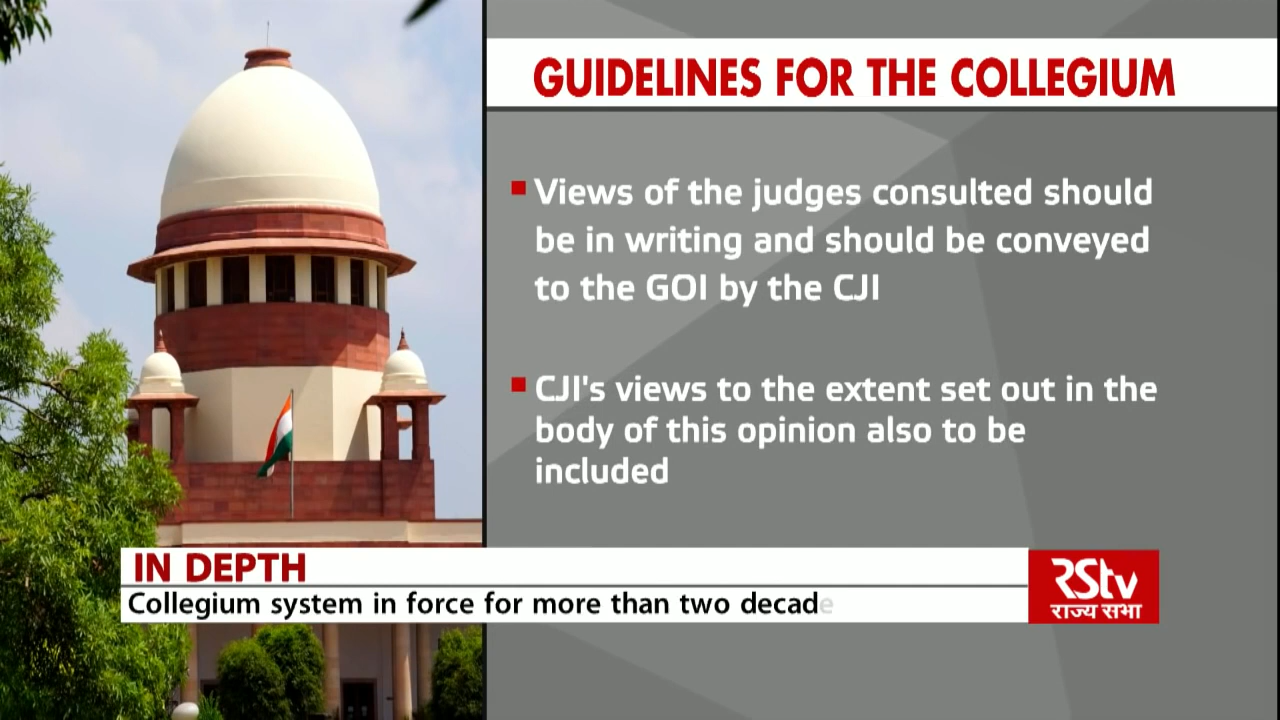 GUIDELINES FOR THE COLLEGIUM
Views of the judges consulted should
be in writing and should be conveyed
to the GOI by the CJI
CJI's views to the extent set out in the
body of this opinion also to be
included
IN DEPTH
Collegium system in force for more than two decade
RStv
राज्य सभा